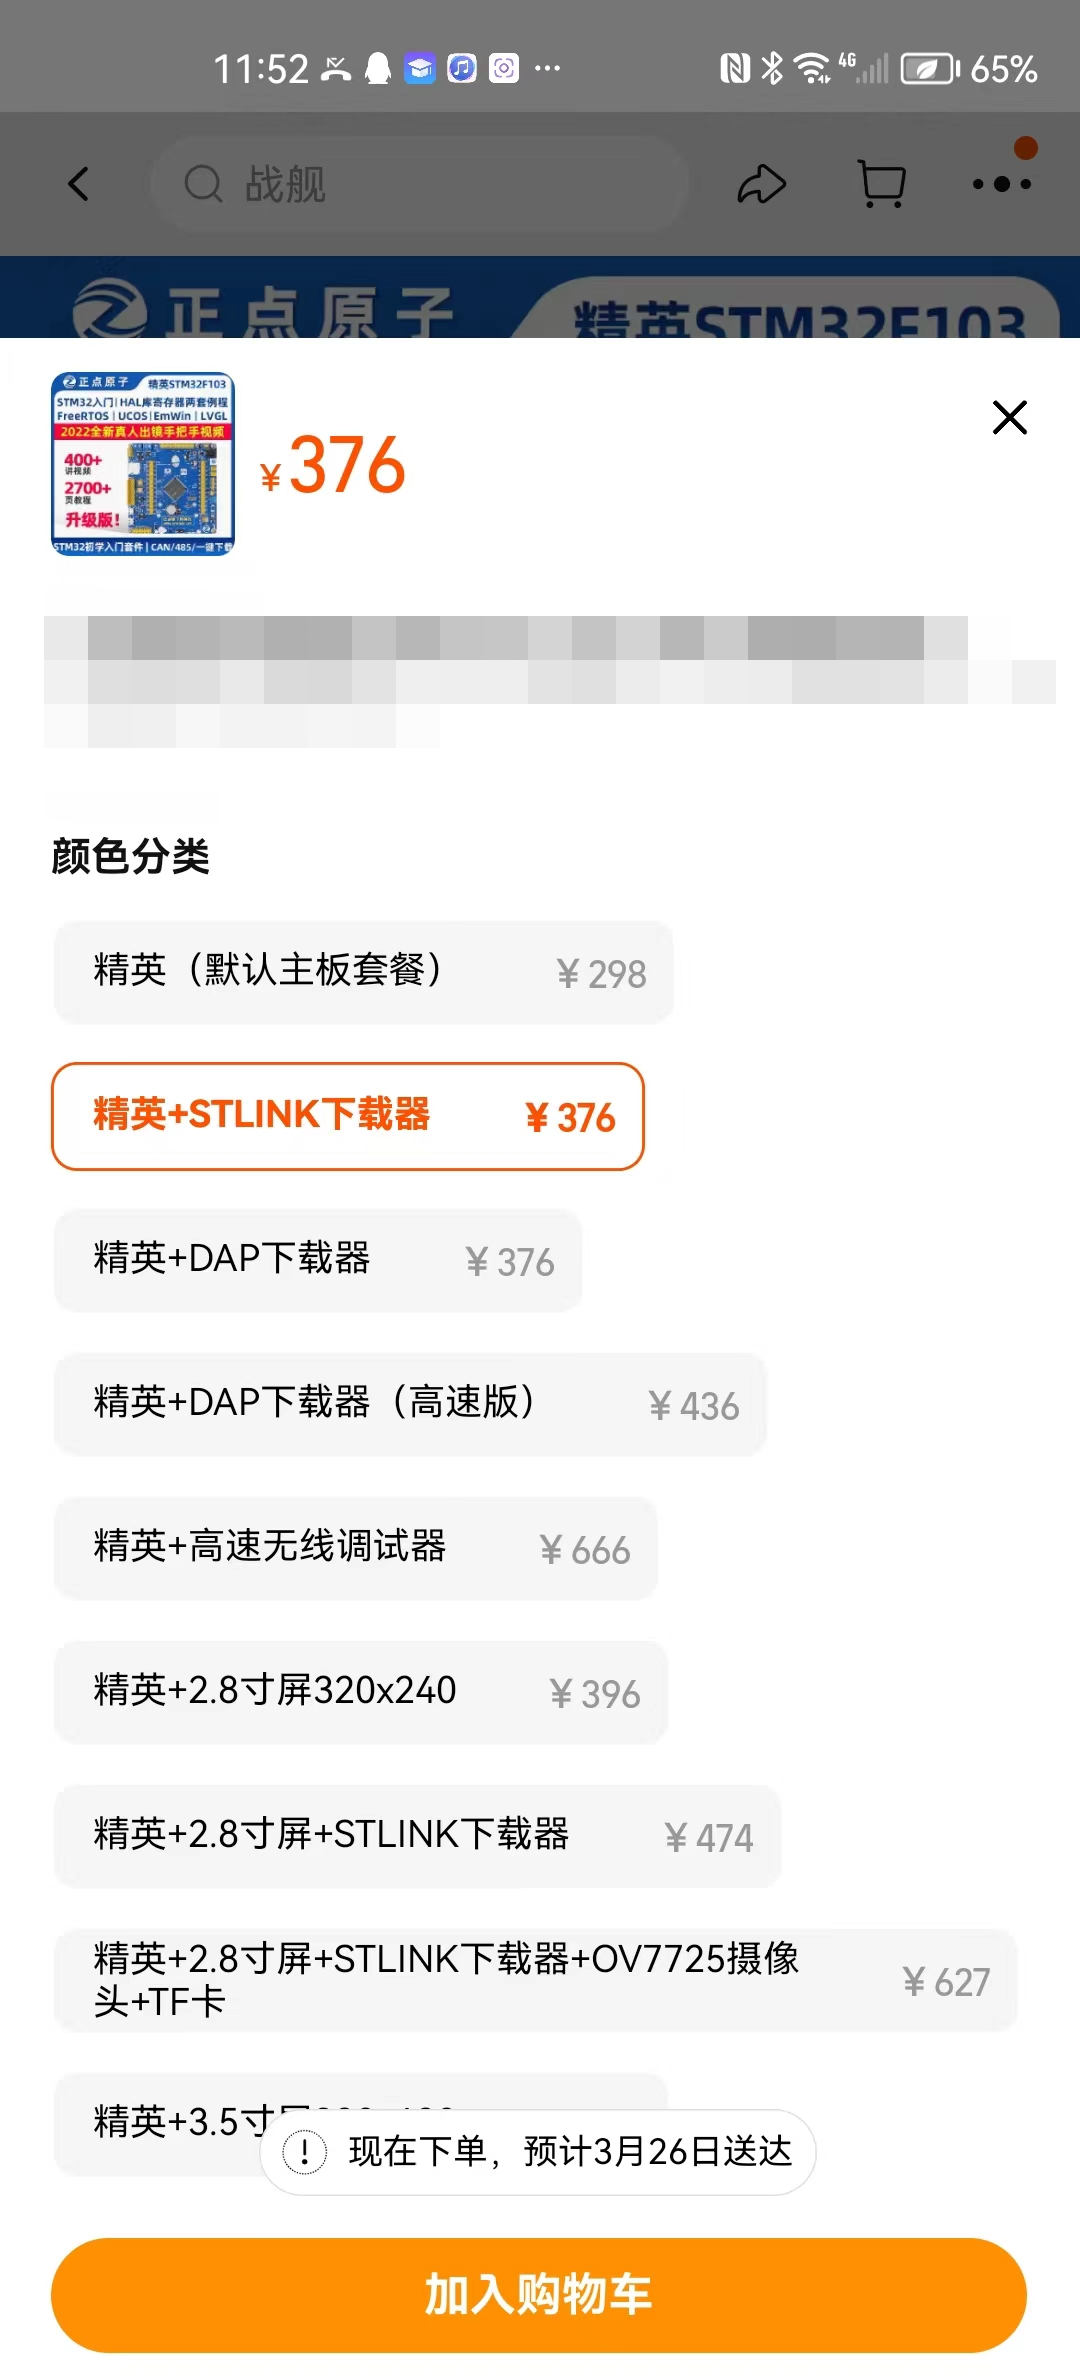 11:52
4G
65%
战舰
正点原子
精英STM32F103
正点原子 精英STM32F103
STM32入门|HAL库寄存器两套例程
FreeRTOS | UCOS | EmWin | LVGL
2022全新真人出镜手把手视频
400+
讲视频
2700+
页教程
升级版!
STM32初学入门套件 | CAN/485/一键下载
¥376
颜色分类
精英（默认主板套餐） ¥298
精英+STLINK下载器 ¥376
精英+DAP下载器 ¥376
精英+DAP下载器（高速版） ¥436
精英+高速无线调试器 ¥666
精英+2.8寸屏320x240 ¥396
精英+2.8寸屏+STLINK下载器 ¥474
精英+2.8寸屏+STLINK下载器+OV7725摄像
头+TF卡 ¥627
精英+3.5寸
现在下单，预计3月26日送达
加入购物车